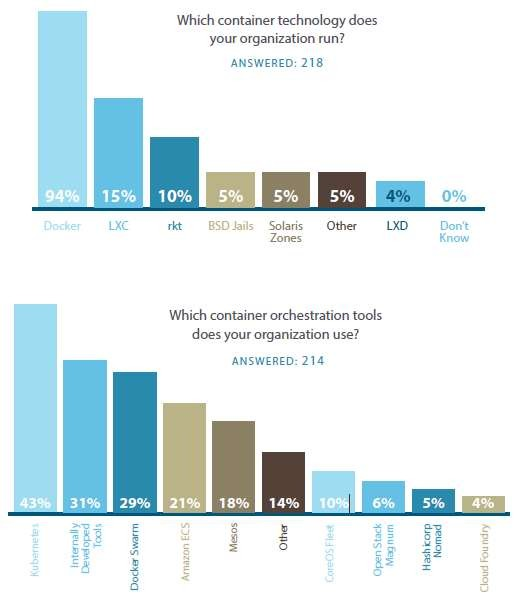 Which container technology does
your organization run?
ANSWERED: 218
94%
15%
10%
5%
5%
5%
4%
0%
Docker
LXC
rkt
BSD Jails
Solaris
Zones
Other
LXD
Don't
Know
Which container orchestration tools
does your organization use?
ANSWERED: 214
43%
31%
29%
21%
18%
14%
10%
6%
5%
4%
Kubernetes
Internally
Developed
Tools
Docker Swarm
Amazon ECS
Mesos
Other
CoreOS Fleet
Open Stack
Magnum
Hashicorp
Nomad
Cloud Foundry